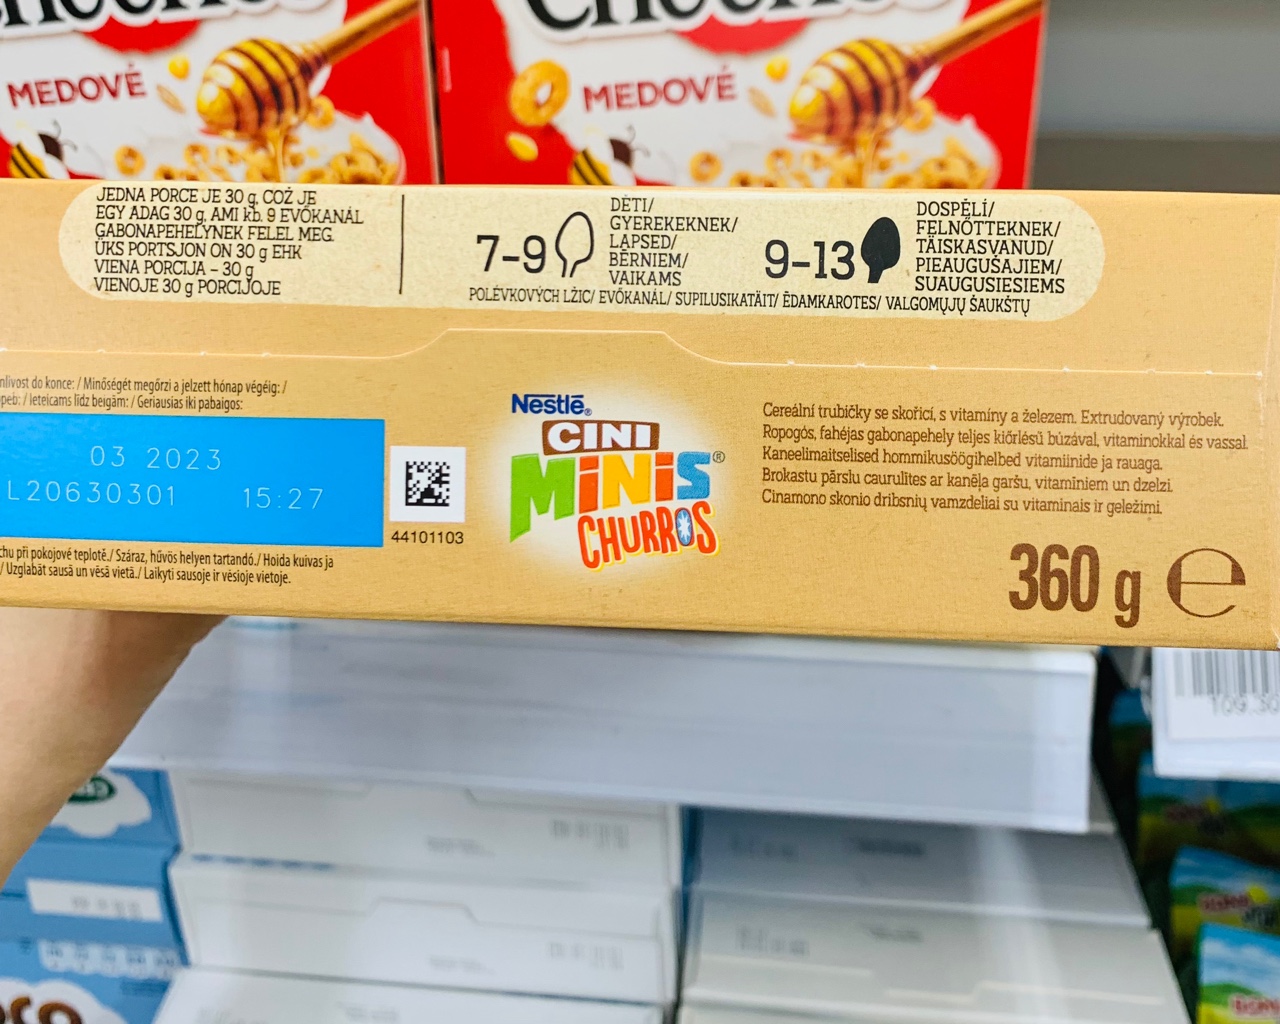 MEDOVÉ
MEDOVÉ
JEDNA PORCE JE 30 g, COŽ JE
EGY ADAG 30 g, AMI kb. 9 EVŐKANÁL
GABONAPEHELYNEK FELEL MEG.
ÜKS PORTSJON ON 30 g EHK
VIENA PORCIJA – 30 g
VIENOJE 30 g PORCIJOJE
7–9
DĚTI/
GYEREKEKNEK/
LAPSED/
BĒRNIEM/
VAIKAMS
9–13
DOSPĚLÍ/
FELNŐTTEKNEK/
TÄISKASVANUD/
PIEAUGUŠAJIEM/
SUAUGUSIESIEMS
POLÉVKOVÝCH LŽIC/ EVŐKANÁL/ SUPILUSIKATÄIT/ ĒDAMKAROTES/ VALGOMŲJŲ ŠAUKŠTŲ
do konce: / Minőségét megőrzi a jelzett hónap végéig: /
/ Ieteicams līdz beigām: / Geriausias iki pabaigos:
03 2023
L20630301 15:27
44101103
při pokojové teplotě./ Száraz, hűvös helyen tartandó./ Hoida kuivas ja
/ Uzglabāt sausā un vēsā vietā./ Laikyti sausoje ir vėsioje vietoje.
Nestlé®
CINI
MiNiS®
CHURROS
Cereální trubičky se skořicí, s vitamíny a železem. Extrudovaný výrobek.
Ropogós, fahéjas gabonapehely teljes kiőrlésű búzával, vitaminokkal és vassal.
Kaneelimaitselised hommikusöögihelbed vitamiinide ja rauaga.
Brokastu pārslu caurulītes ar kanēļa garšu, vitamīniem un dzelzi.
Cinamono skonio dribsnių vamzdeliai su vitaminais ir geležimi.
360 g e